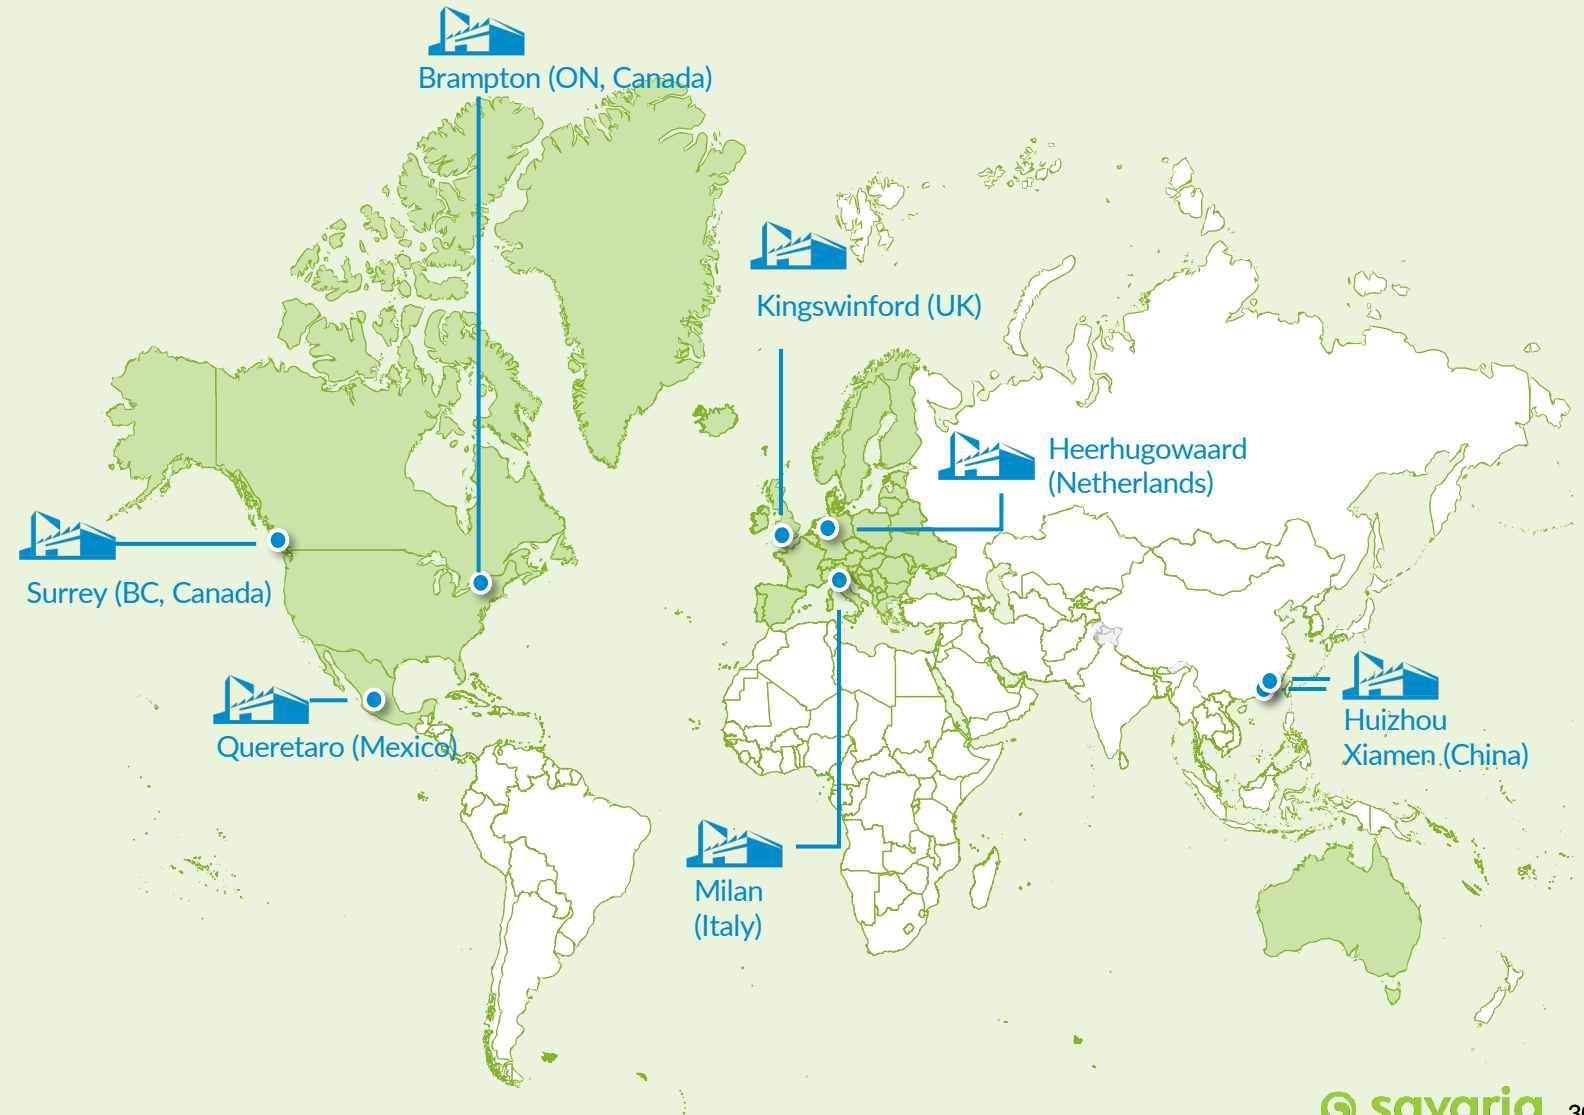 Brampton (ON, Canada)
Kingswinford (UK)
Heerhugowaard
(Netherlands)
Surrey (BC, Canada)
Queretaro (Mexico)
Huizhou
Xiamen (China)
Milan
(Italy)
savaria